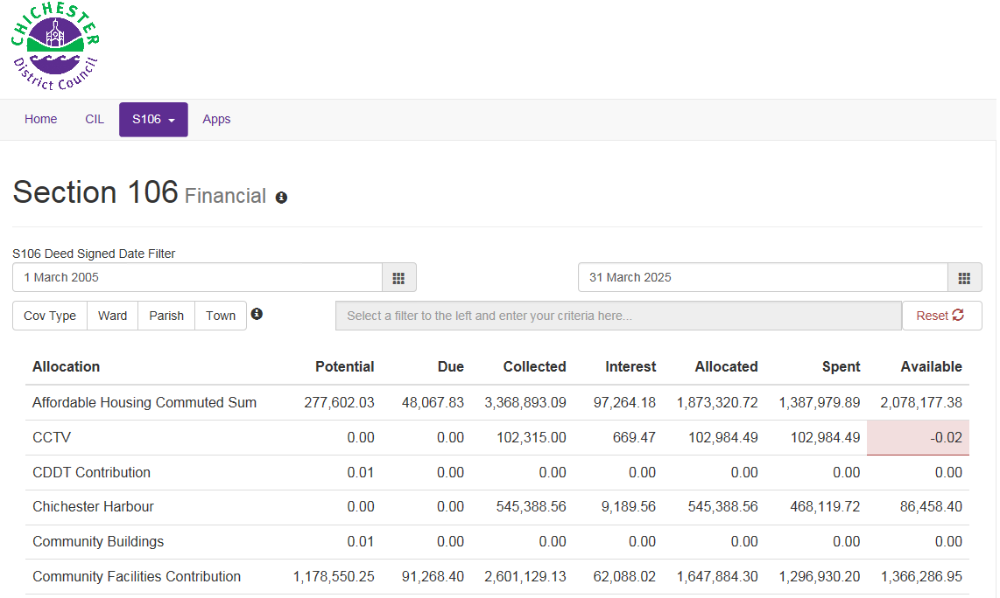 CHICHESTER
District Council
Home CIL S106 Apps
Section 106 Financial
S106 Deed Signed Date Filter
1 March 2005 31 March 2025
Cov Type Ward Parish Town Select a filter to the left and enter your criteria here... Reset
Allocation Potential Due Collected Interest Allocated Spent Available
Affordable Housing Commuted Sum 277,602.03 48,067.83 3,368,893.09 97,264.18 1,873,320.72 1,387,979.89 2,078,177.38
CCTV 0.00 0.00 102,315.00 669.47 102,984.49 102,984.49 -0.02
CDDT Contribution 0.01 0.00 0.00 0.00 0.00 0.00 0.00
Chichester Harbour 0.00 0.00 545,388.56 9,189.56 545,388.56 468,119.72 86,458.40
Community Buildings 0.01 0.00 0.00 0.00 0.00 0.00 0.00
Community Facilities Contribution 1,178,550.25 91,268.40 2,601,129.13 62,088.02 1,647,884.30 1,296,930.20 1,366,286.95